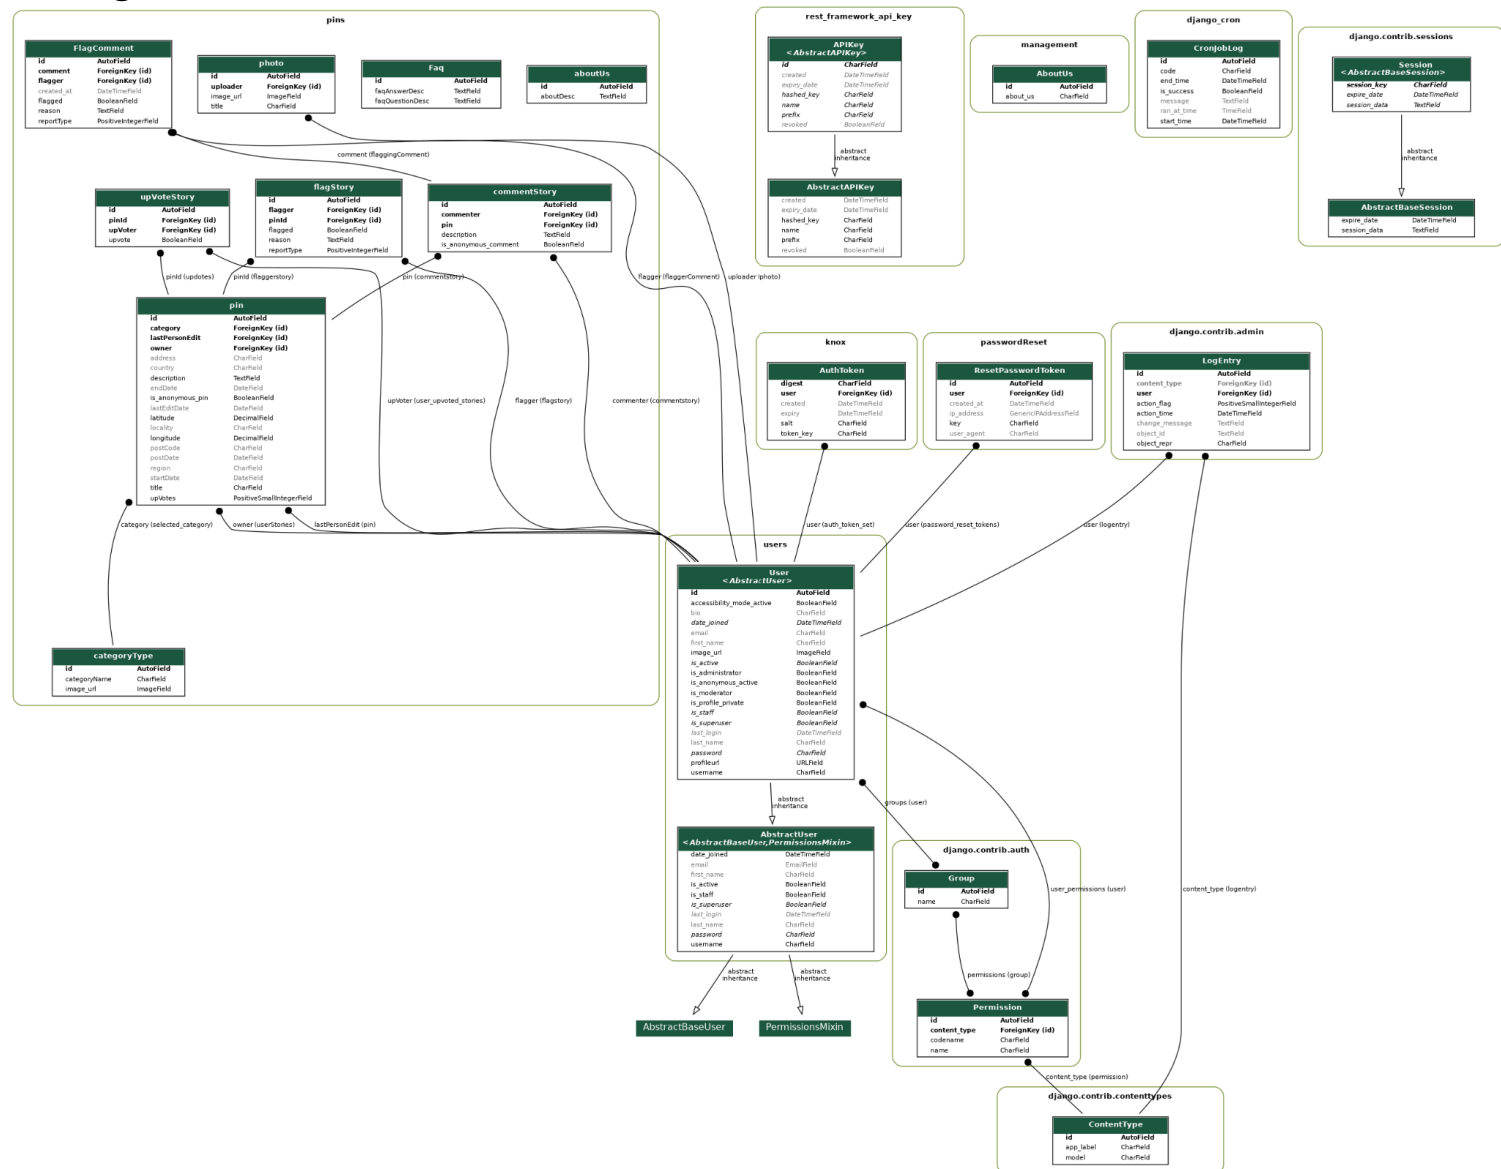 pins
FlagComment
id AutoField
comment ForeignKey (id)
flagger ForeignKey (id)
created_at DateTimeField
flagged BooleanField
reason TextField
reportType PositiveIntegerField
photo
id AutoField
uploader ForeignKey (id)
image_url ImageField
title CharField
Faq
id AutoField
faqAnswerDesc TextField
faqQuestionDesc TextField
aboutUs
id AutoField
aboutDesc TextField
comment (flaggingComment)
upVoteStory
id AutoField
pinId ForeignKey (id)
upVoter ForeignKey (id)
upvote BooleanField
flagStory
id AutoField
flagger ForeignKey (id)
pinId ForeignKey (id)
flagged BooleanField
reason TextField
reportType PositiveIntegerField
commentStory
id AutoField
commenter ForeignKey (id)
pin ForeignKey (id)
description TextField
is_anonymous_comment BooleanField
pinId (updotes)
pinId (flaggerstory)
pin (commentstory)
flagger (flaggerComment)
uploader (photo)
pin
id AutoField
category ForeignKey (id)
lastPersonEdit ForeignKey (id)
owner ForeignKey (id)
address CharField
country CharField
description TextField
endDate DateField
is_anonymous_pin BooleanField
lastEditDate DateField
latitude DecimalField
locality CharField
longitude DecimalField
postCode CharField
postDate DateField
region CharField
startDate DateField
title CharField
upVotes PositiveSmallIntegerField
upVoter (user_upvoted_stories)
flagger (flagstory)
commenter (commentstory)
category (selected_category)
owner (userStories)
lastPersonEdit (pin)
categoryType
id AutoField
categoryName CharField
image_url ImageField
rest_framework_api_key
APIKey
<AbstractAPIKey>
id CharField
created DateTimeField
expiry_date DateTimeField
hashed_key CharField
name CharField
prefix CharField
revoked BooleanField
abstract
inheritance
AbstractAPIKey
created DateTimeField
expiry_date DateTimeField
hashed_key CharField
name CharField
prefix CharField
revoked BooleanField
management
AboutUs
id AutoField
about_us CharField
django_cron
CronJobLog
id AutoField
code CharField
end_time DateTimeField
is_success BooleanField
message TextField
ran_at_time TimeField
start_time DateTimeField
django.contrib.sessions
Session
<AbstractBaseSession>
session_key CharField
expire_date DateTimeField
session_data TextField
abstract
inheritance
AbstractBaseSession
expire_date DateTimeField
session_data TextField
knox
AuthToken
digest CharField
user ForeignKey (id)
created DateTimeField
expiry DateTimeField
salt CharField
token_key CharField
passwordReset
ResetPasswordToken
id AutoField
user ForeignKey (id)
created_at DateTimeField
ip_address GenericIPAddressField
key CharField
user_agent CharField
django.contrib.admin
LogEntry
id AutoField
content_type ForeignKey (id)
user ForeignKey (id)
action_flag PositiveSmallIntegerField
action_time DateTimeField
change_message TextField
object_id TextField
object_repr CharField
user (auth_token_set)
user (password_reset_tokens)
user (logentry)
users
User
<AbstractUser>
id AutoField
accessibility_mode_active BooleanField
bio CharField
date_joined DateTimeField
email CharField
first_name CharField
image_url ImageField
is_active BooleanField
is_administrator BooleanField
is_anonymous_active BooleanField
is_moderator BooleanField
is_profile_private BooleanField
is_staff BooleanField
is_superuser BooleanField
last_login DateTimeField
last_name CharField
password CharField
profileurl URLField
username CharField
abstract
inheritance
AbstractUser
<AbstractBaseUser,PermissionsMixin>
date_joined DateTimeField
email EmailField
first_name CharField
is_active BooleanField
is_staff BooleanField
is_superuser BooleanField
last_login DateTimeField
last_name CharField
password CharField
username CharField
abstract
inheritance
abstract
inheritance
AbstractBaseUser
PermissionsMixin
groups (user)
django.contrib.auth
Group
id AutoField
name CharField
user_permissions (user)
content_type (logentry)
permissions (group)
Permission
id AutoField
content_type ForeignKey (id)
codename CharField
name CharField
content_type (permission)
django.contrib.contenttypes
ContentType
id AutoField
app_label CharField
model CharField